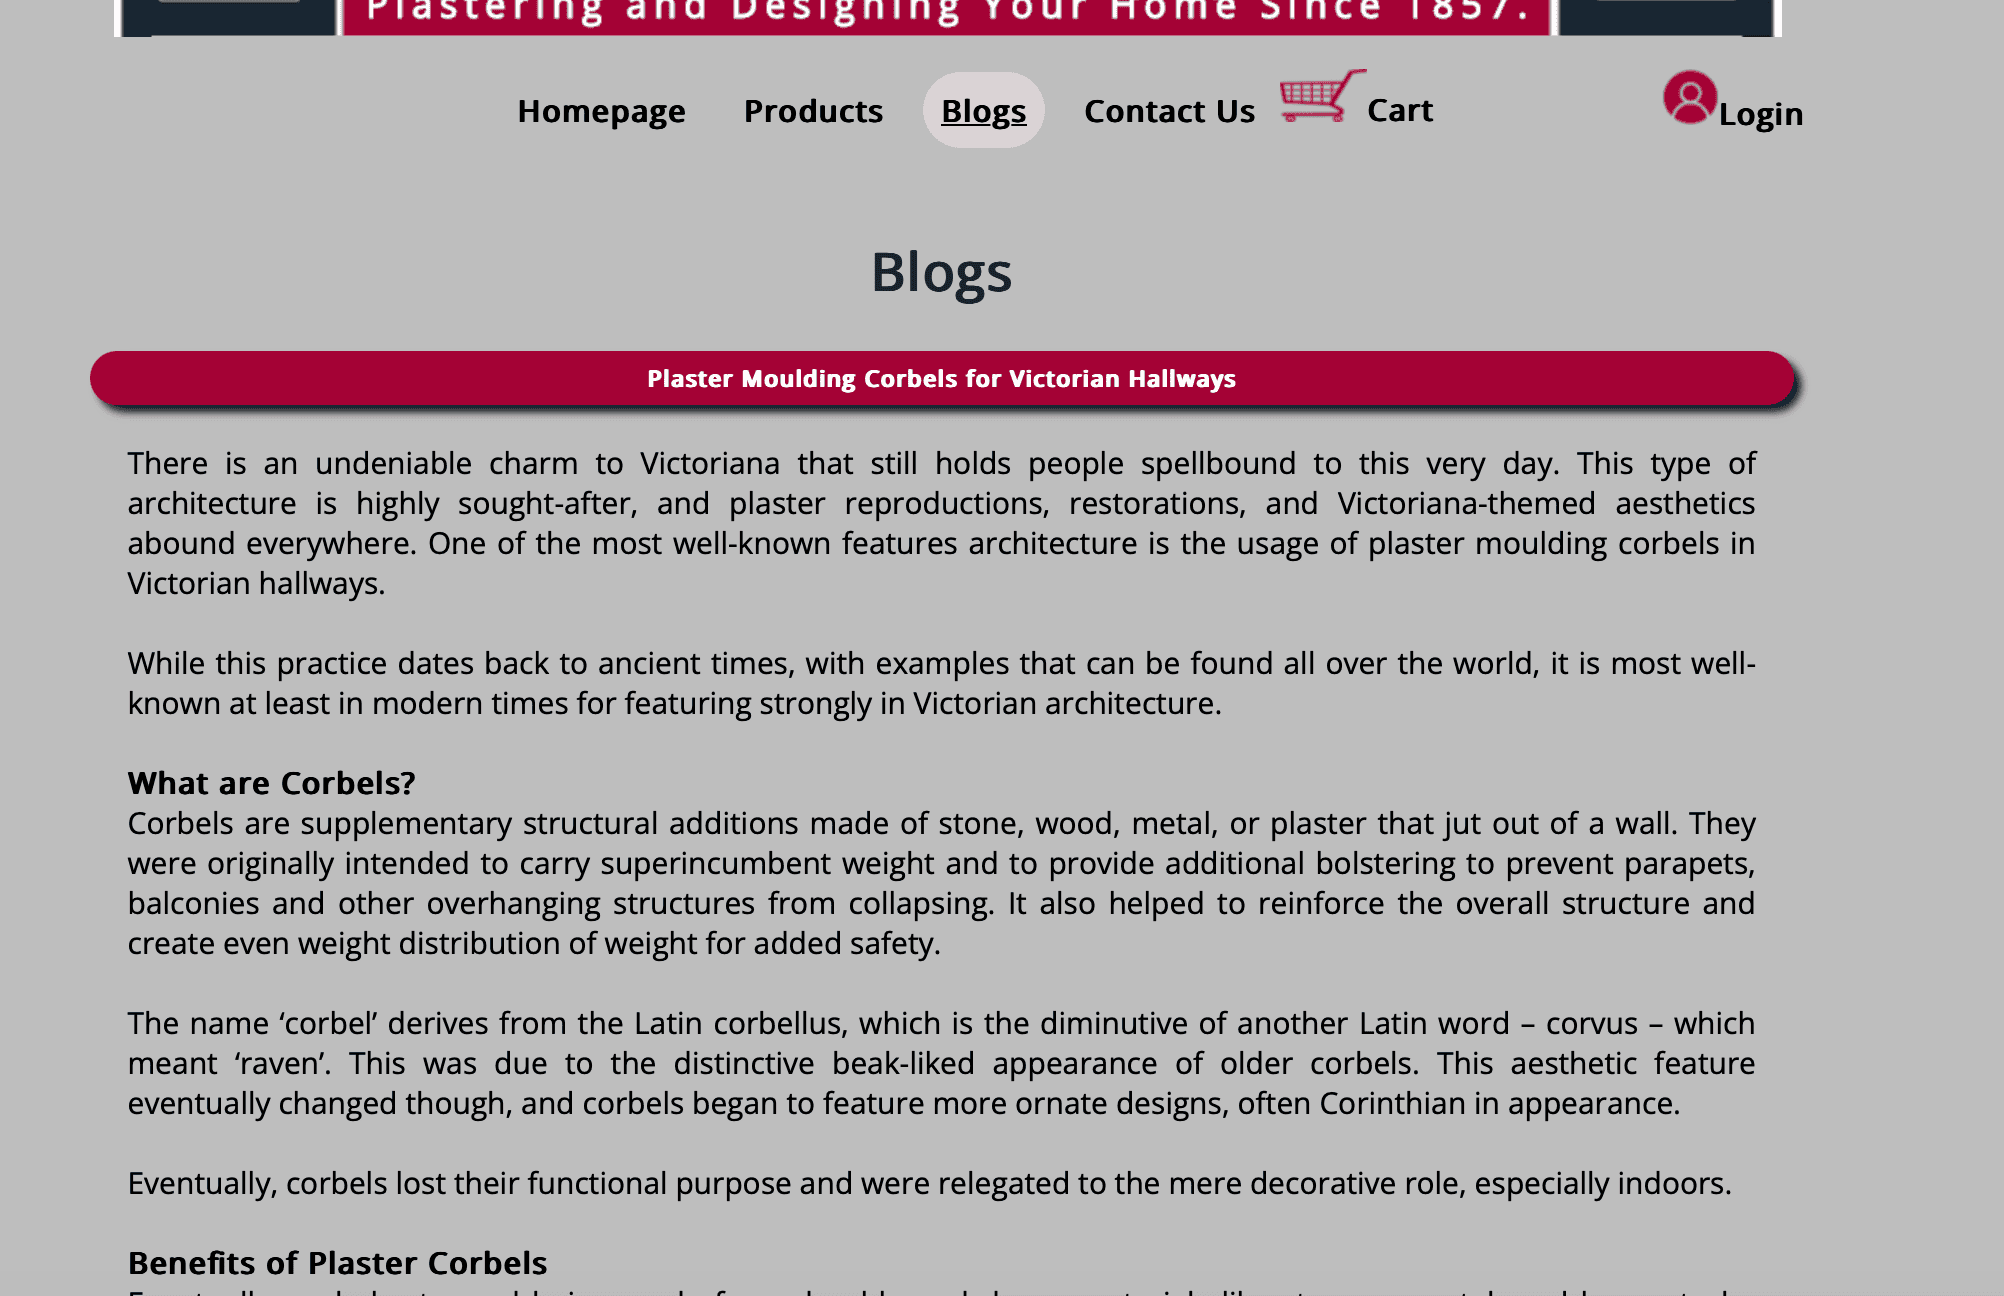 Plastering and Designing Your Home Since 1857.
Homepage Products Blogs Contact Us Cart Login
Blogs
Plaster Moulding Corbels for Victorian Hallways
There is an undeniable charm to Victoriana that still holds people spellbound to this very day. This type of
architecture is highly sought-after, and plaster reproductions, restorations, and Victoriana-themed aesthetics
abound everywhere. One of the most well-known features architecture is the usage of plaster moulding corbels in
Victorian hallways.
While this practice dates back to ancient times, with examples that can be found all over the world, it is most well-
known at least in modern times for featuring strongly in Victorian architecture.
What are Corbels?
Corbels are supplementary structural additions made of stone, wood, metal, or plaster that jut out of a wall. They
were originally intended to carry superincumbent weight and to provide additional bolstering to prevent parapets,
balconies and other overhanging structures from collapsing. It also helped to reinforce the overall structure and
create even weight distribution of weight for added safety.
The name ‘corbel’ derives from the Latin corbellus, which is the diminutive of another Latin word – corvus – which
meant ‘raven’. This was due to the distinctive beak-liked appearance of older corbels. This aesthetic feature
eventually changed though, and corbels began to feature more ornate designs, often Corinthian in appearance.
Eventually, corbels lost their functional purpose and were relegated to the mere decorative role, especially indoors.
Benefits of Plaster Corbels